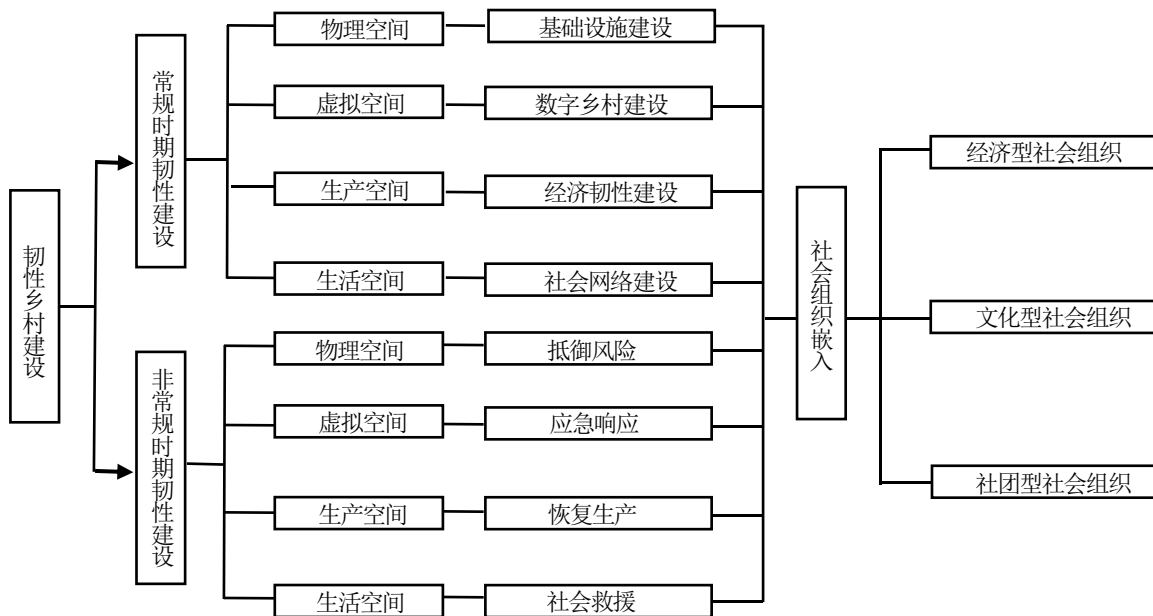 韧性乡村建设
常规时期韧性建设
物理空间
基础设施建设
虚拟空间
数字乡村建设
生产空间
经济韧性建设
生活空间
社会网络建设
非常规时期韧性建设
物理空间
抵御风险
虚拟空间
应急响应
生产空间
恢复生产
生活空间
社会救援
社会组织嵌入
经济型社会组织
文化型社会组织
社团型社会组织